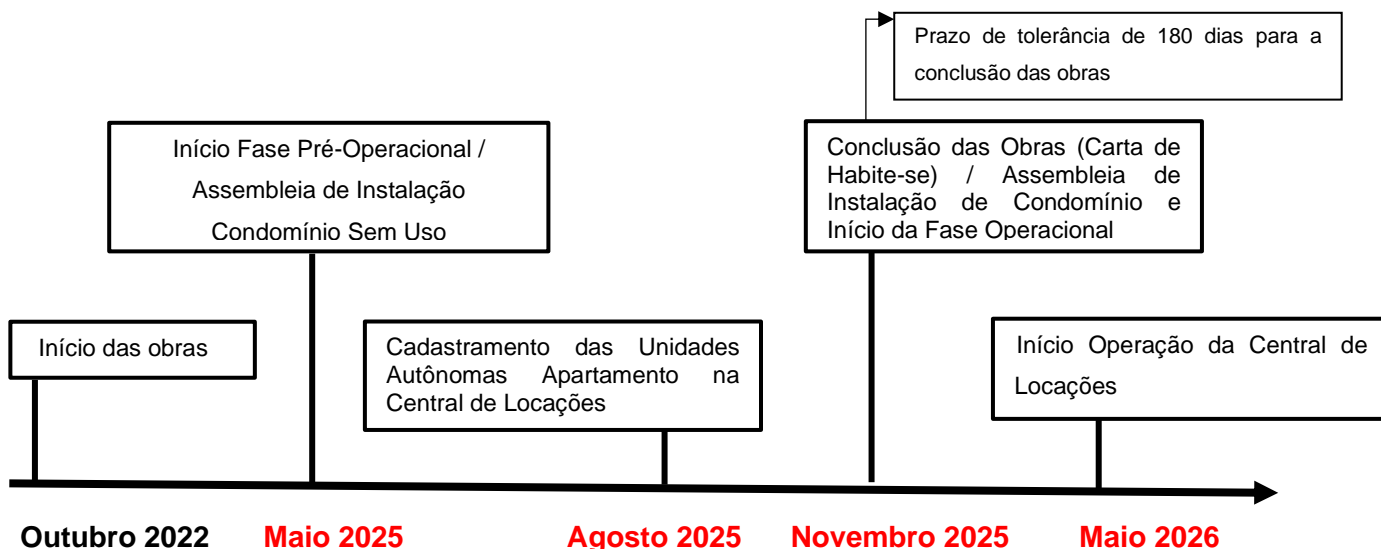 Prazo de tolerância de 180 dias para a
conclusão das obras
Início Fase Pré-Operacional /
Assembleia de Instalação
Condomínio Sem Uso
Conclusão das Obras (Carta de
Habite-se) / Assembleia de
Instalação de Condomínio e
Início da Fase Operacional
Início das obras
Cadastramento das Unidades
Autônomas Apartamento na
Central de Locações
Início Operação da Central de
Locações
Outubro 2022
Maio 2025
Agosto 2025
Novembro 2025
Maio 2026